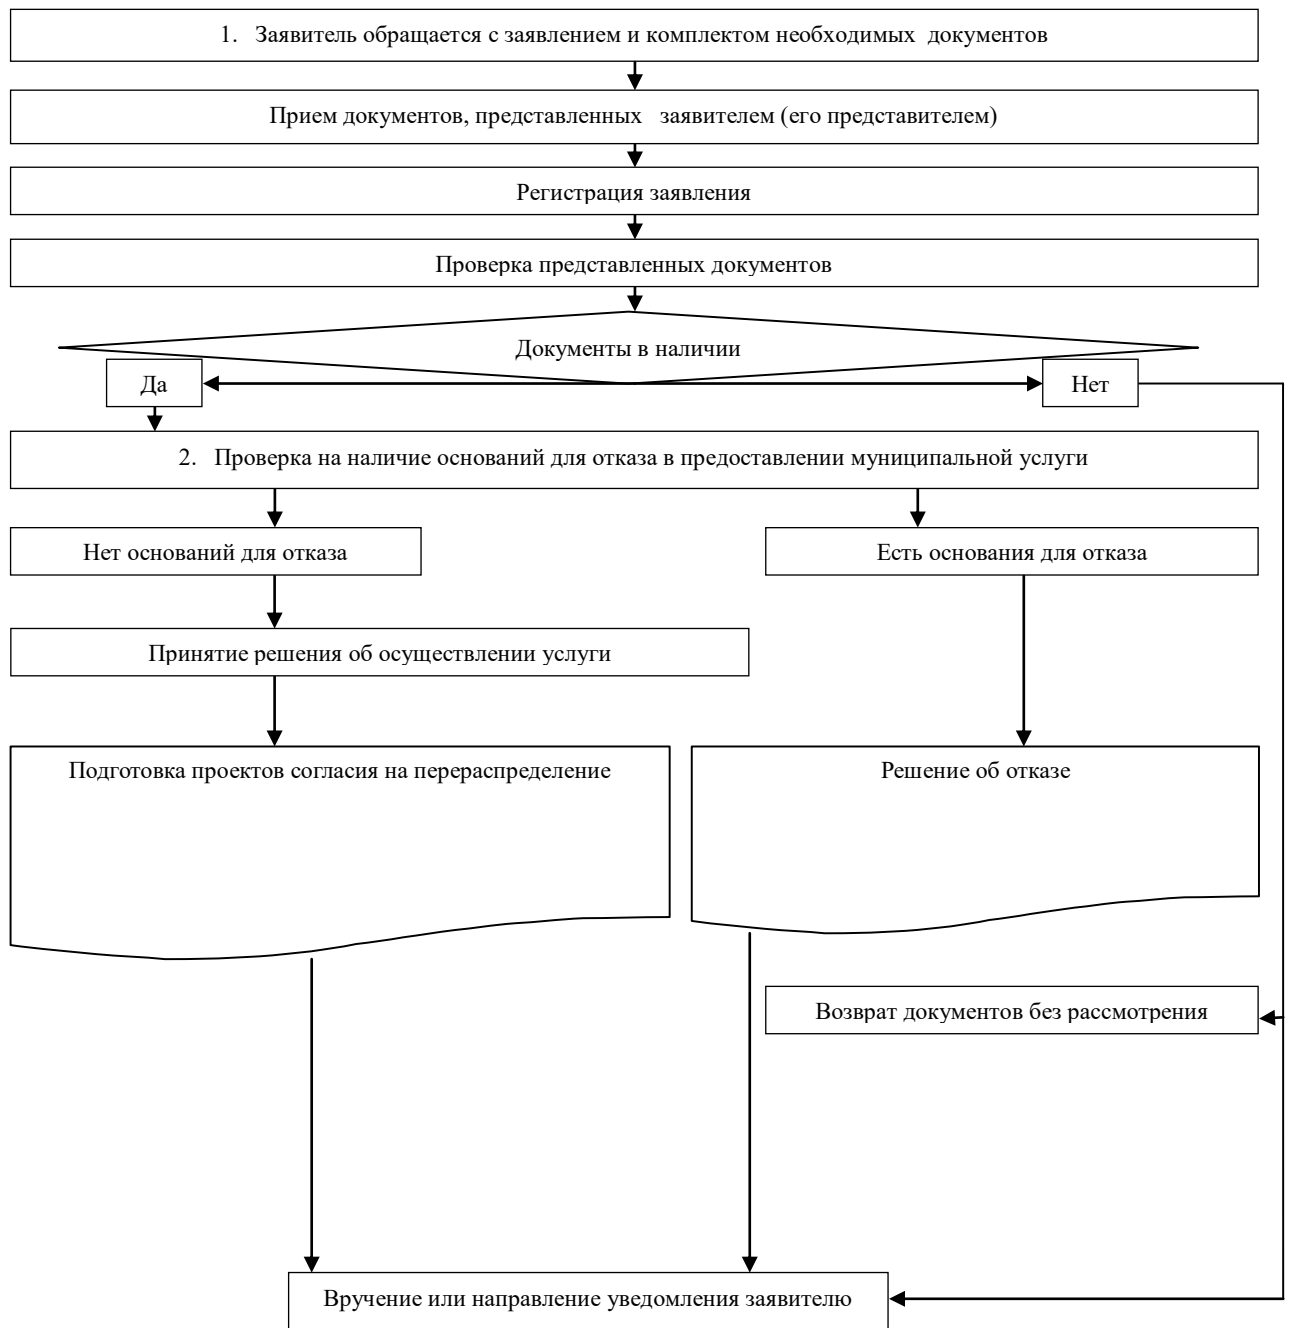 1. Заявитель обращается с заявлением и комплектом необходимых документов
Прием документов, представленных заявителем (его представителем)
Регистрация заявления
Проверка представленных документов
Документы в наличии
Да
Нет
2. Проверка на наличие оснований для отказа в предоставлении муниципальной услуги
Нет оснований для отказа
Есть основания для отказа
Принятие решения об осуществлении услуги
Подготовка проектов согласия на перераспределение
Решение об отказе
Возврат документов без рассмотрения
Вручение или направление уведомления заявителю